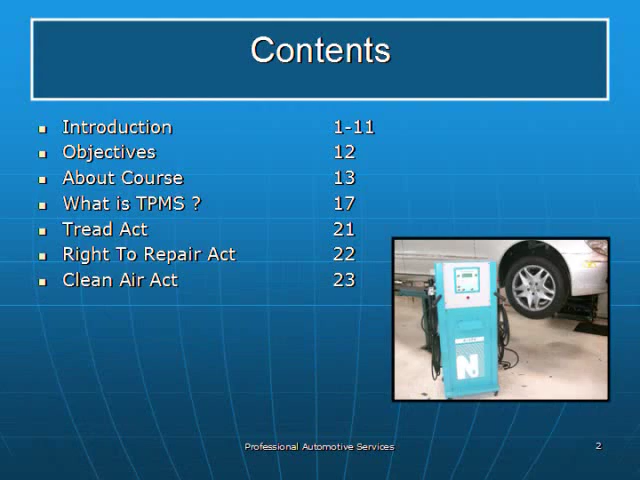 Contents
Introduction 1-11
Objectives 12
About Course 13
What is TPMS ? 17
Tread Act 21
Right To Repair Act 22
Clean Air Act 23
N
Professional Automotive Services 2